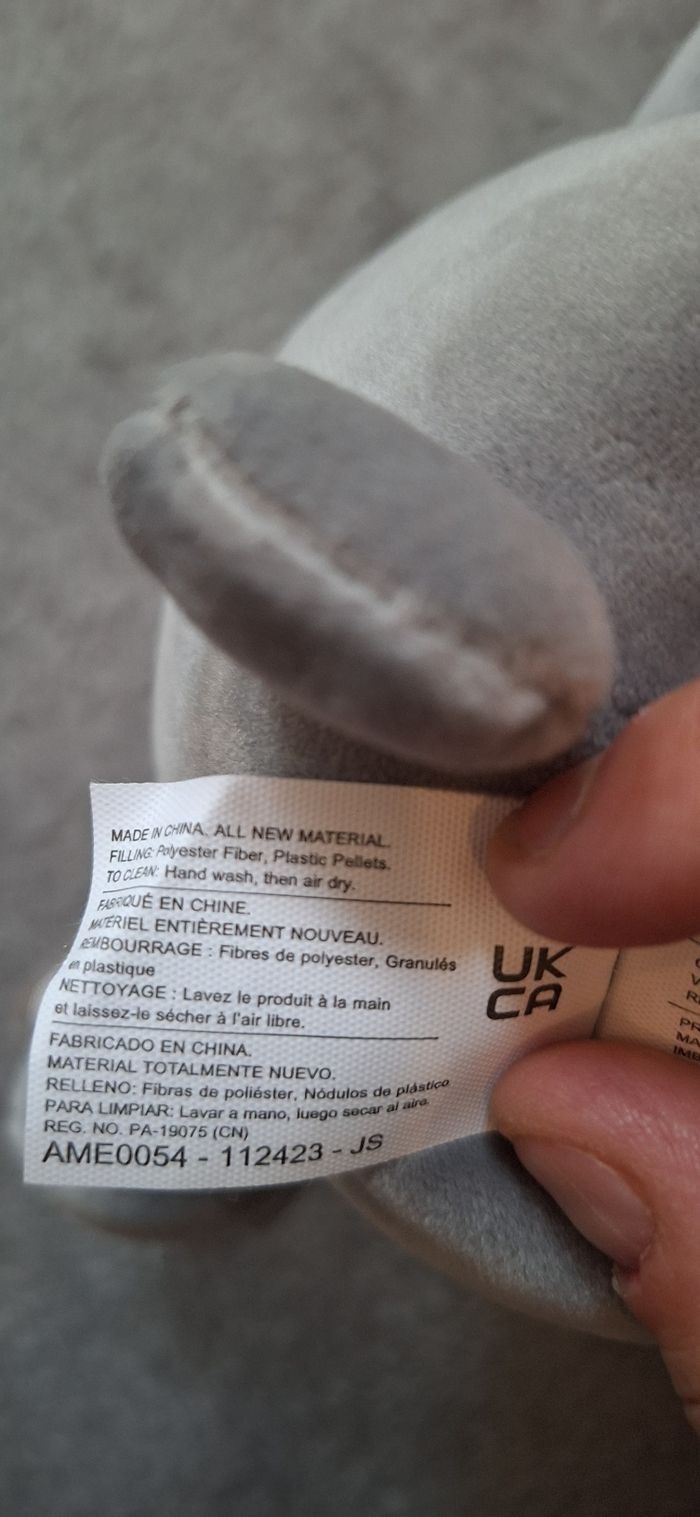 MADE IN CHINA. ALL NEW MATERIAL.
FILLING: Polyester Fiber, Plastic Pellets.
TO CLEAN: Hand wash, then air dry.
FABRIQUÉ EN CHINE.
MATÉRIEL ENTIÈREMENT NOUVEAU.
REMBOURRAGE : Fibres de polyester, Granulés
en plastique
NETTOYAGE : Lavez le produit à la main
et laissez-le sécher à l'air libre.
FABRICADO EN CHINA.
MATERIAL TOTALMENTE NUEVO.
RELLENO: Fibras de poliéster, Nódulos de plástico
PARA LIMPIAR: Lavar a mano, luego secar al aire.
REG. NO. PA-19075 (CN)
AME0054 - 112423 - JS
UK
CA